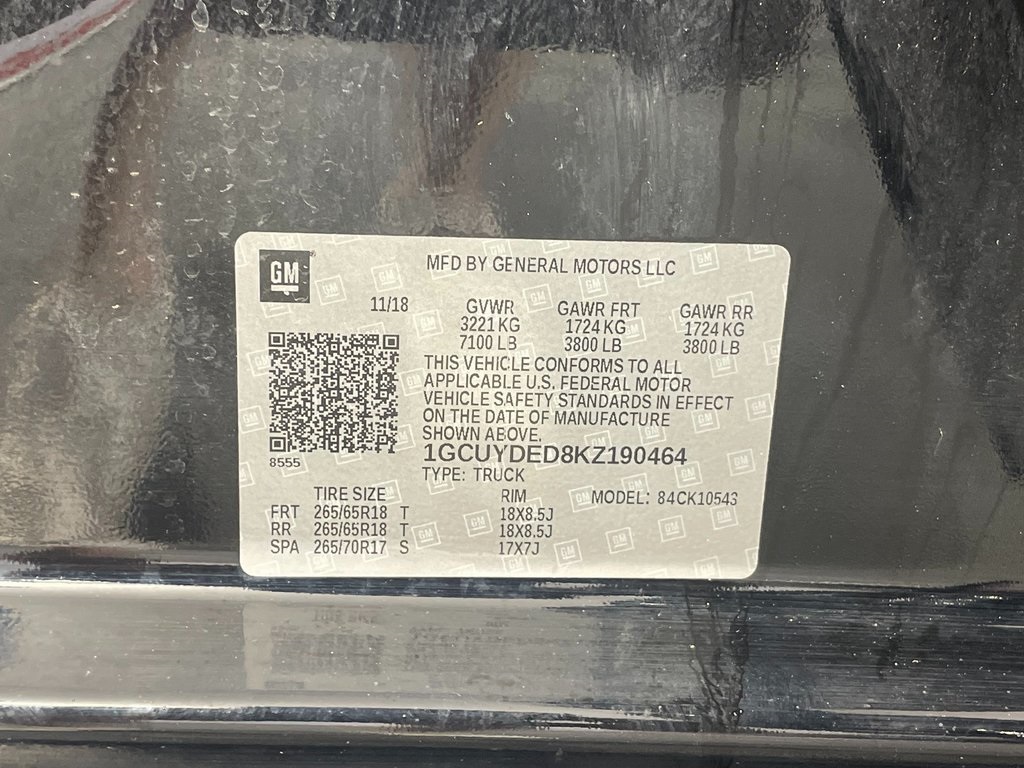 GM
MFD BY GENERAL MOTORS LLC
11/18 GVWR GAWR FRT GAWR RR
3221 KG 1724 KG 1724 KG
7100 LB 3800 LB 3800 LB
THIS VEHICLE CONFORMS TO ALL
APPLICABLE U.S. FEDERAL MOTOR
VEHICLE SAFETY STANDARDS IN EFFECT
ON THE DATE OF MANUFACTURE
SHOWN ABOVE.
8555
1GCUYDED8KZ190464
TYPE: TRUCK
TIRE SIZE RIM MODEL: 84CK10543
FRT 265/65R18 T 18X8.5J
RR 265/65R18 T 18X8.5J
SPA 265/70R17 S 17X7J